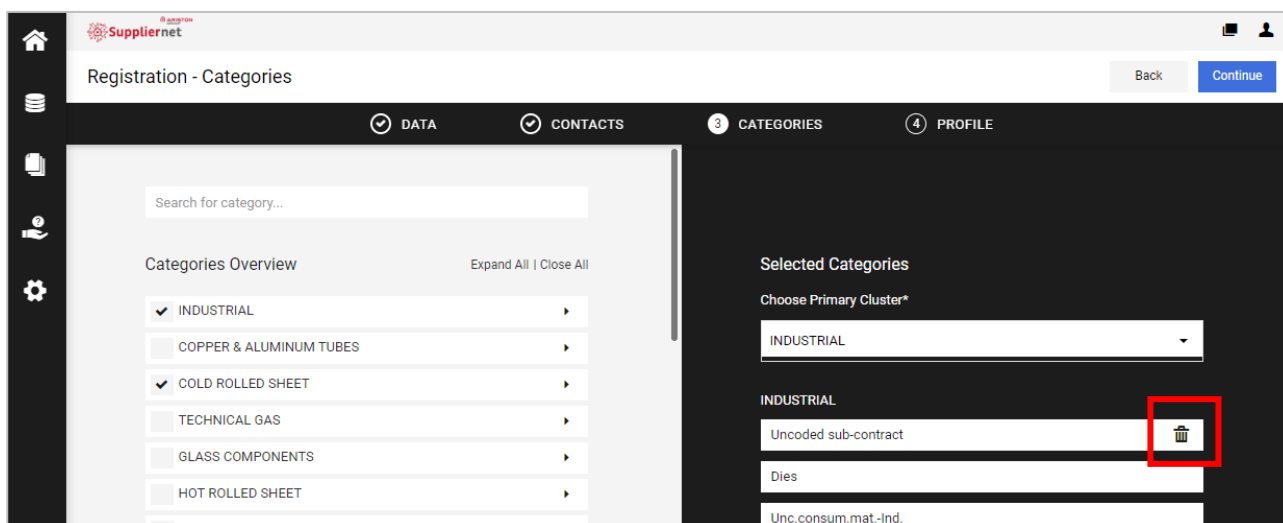 ARISTON
Suppliernet
Registration - Categories
Back
Continue
DATA
CONTACTS
3 CATEGORIES
4 PROFILE
?
Search for category...
Categories Overview
Expand All | Close All
INDUSTRIAL
COPPER & ALUMINUM TUBES
COLD ROLLED SHEET
TECHNICAL GAS
GLASS COMPONENTS
HOT ROLLED SHEET
Selected Categories
Choose Primary Cluster*
INDUSTRIAL
INDUSTRIAL
Uncoded sub-contract
Dies
Unc.consum.mat.-Ind.